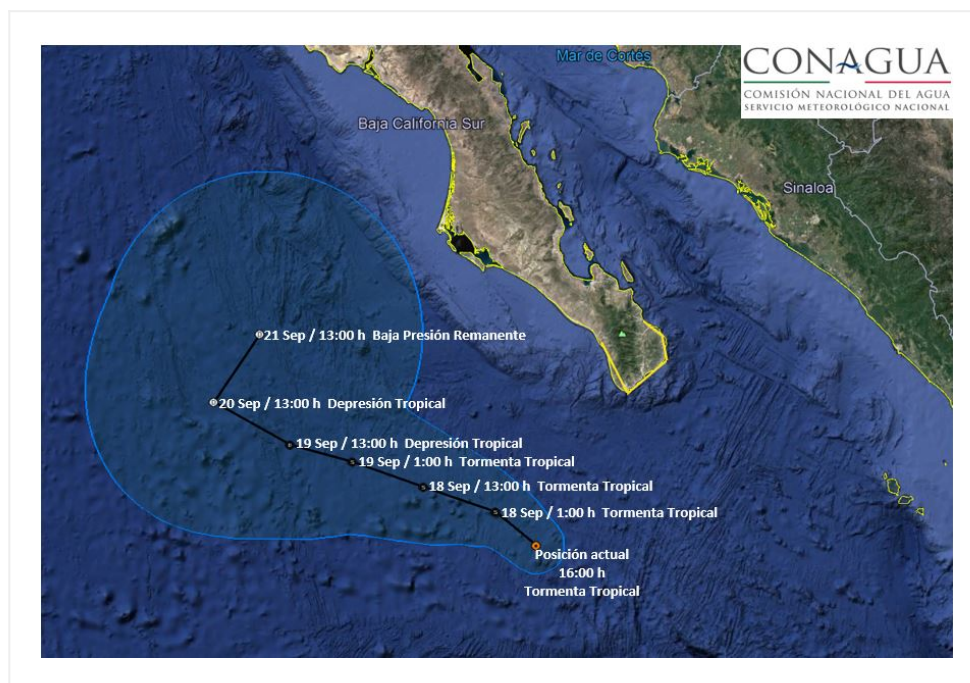 Mar de Cortés
CONAGUA
COMISIÓN NACIONAL DEL AGUA
SERVICIO METEOROLÓGICO NACIONAL
Baja California Sur
Sinaloa
21 Sep / 13:00 h Baja Presión Remanente
20 Sep / 13:00 h Depresión Tropical
19 Sep / 13:00 h Depresión Tropical
19 Sep / 1:00 h Tormenta Tropical
18 Sep / 13:00 h Tormenta Tropical
18 Sep / 1:00 h Tormenta Tropical
Posición actual
16:00 h
Tormenta Tropical